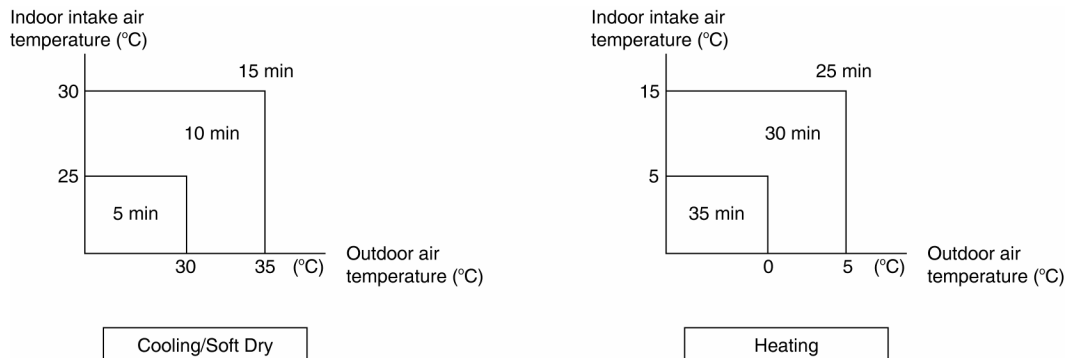 Indoor intake air
temperature (°C)
15 min
30
10 min
25
5 min
30
35
(°C)
Outdoor air
temperature (°C)
Cooling/Soft Dry
Indoor intake air
temperature (°C)
25 min
15
30 min
5
35 min
0
5
(°C)
Outdoor air
temperature (°C)
Heating